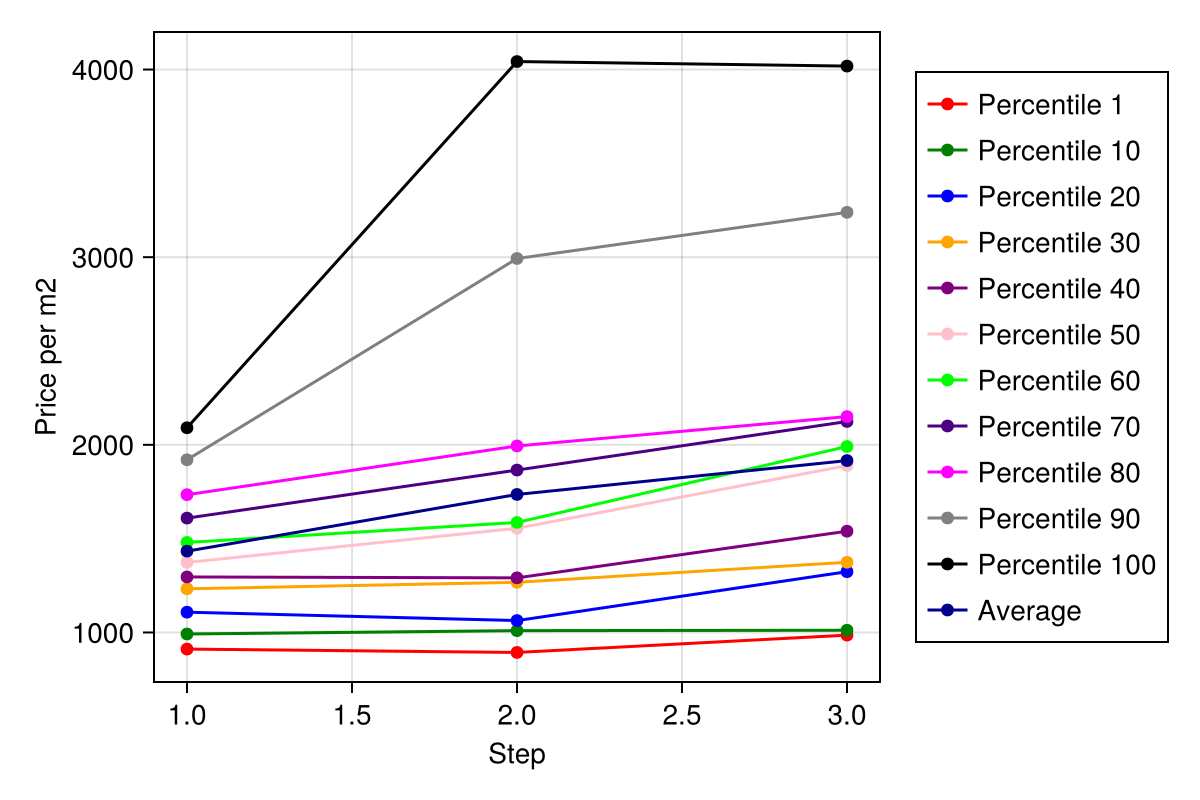 4000
3000
2000
1000
Price per m2
1.0 1.5 2.0 2.5 3.0
Step
Percentile 1
Percentile 10
Percentile 20
Percentile 30
Percentile 40
Percentile 50
Percentile 60
Percentile 70
Percentile 80
Percentile 90
Percentile 100
Average